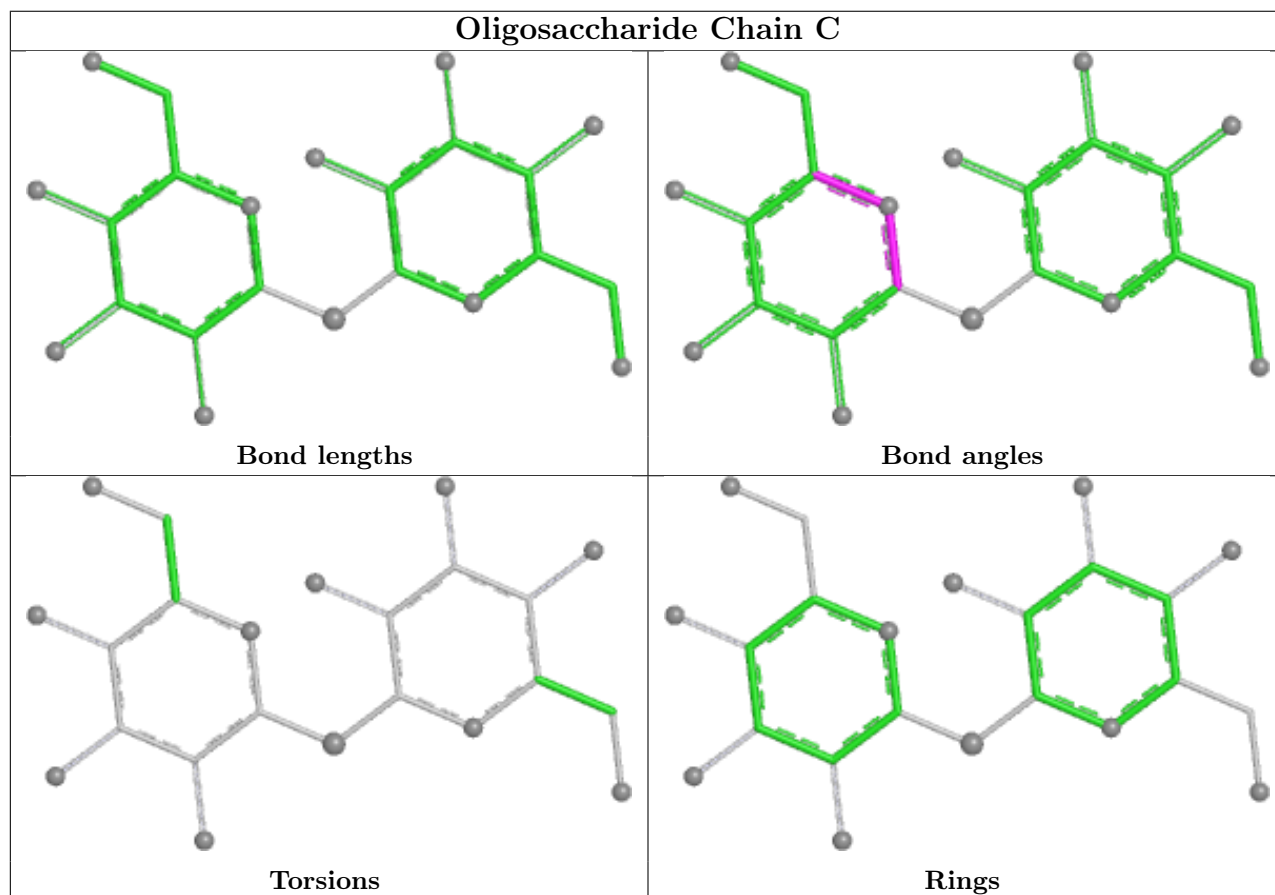 Oligosaccharide Chain C
Bond lengths
Bond angles
Torsions
Rings